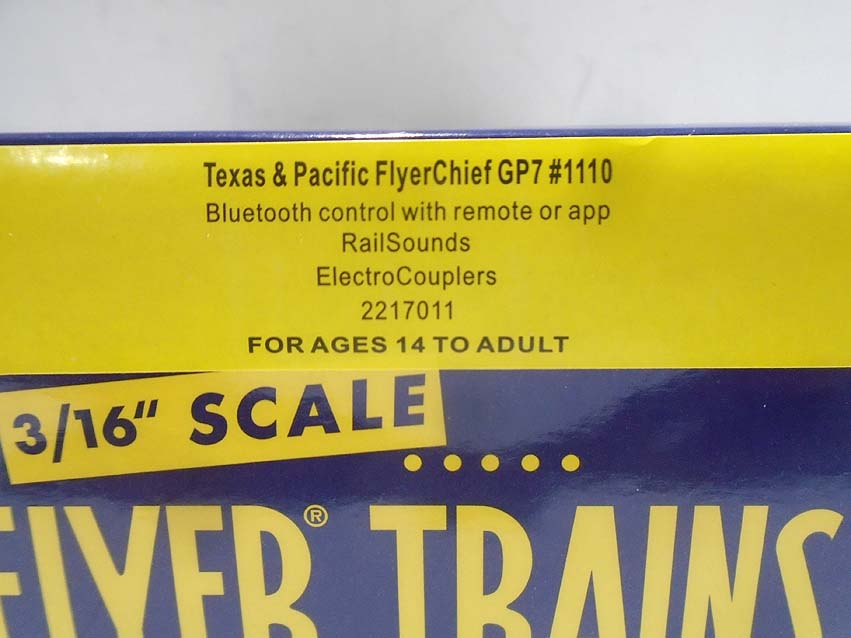 Texas & Pacific FlyerChief GP7 #1110
Bluetooth control with remote or app
RailSounds
ElectroCouplers
2217011
FOR AGES 14 TO ADULT
3/16" SCALE
FLYER® TRAINS